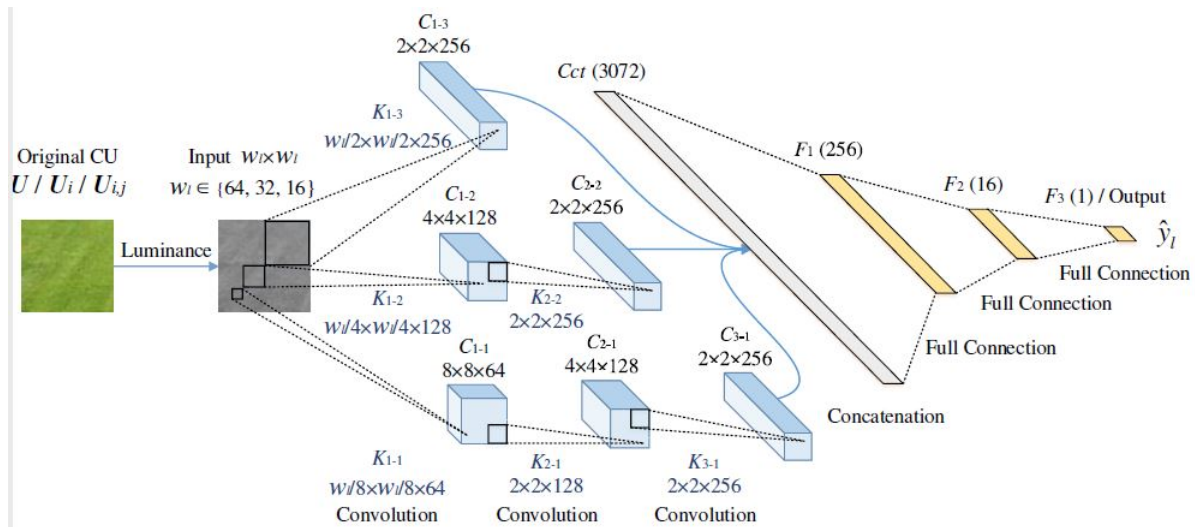 C1-3
2×2×256
Cct (3072)
K1-3
wl/2×wl/2×256
Original CU
U / Ui / Ui,j
Input wl×wl
wl ∈ {64, 32, 16}
Luminance
C1-2
4×4×128
C2-2
2×2×256
K1-2
wl/4×wl/4×128
K2-2
2×2×256
C1-1
8×8×64
C2-1
4×4×128
C3-1
2×2×256
K1-1
wl/8×wl/8×64
Convolution
K2-1
2×2×128
Convolution
K3-1
2×2×256
Convolution
F1 (256)
F2 (16)
F3 (1) / Output
ŷl
Full Connection
Full Connection
Full Connection
Concatenation